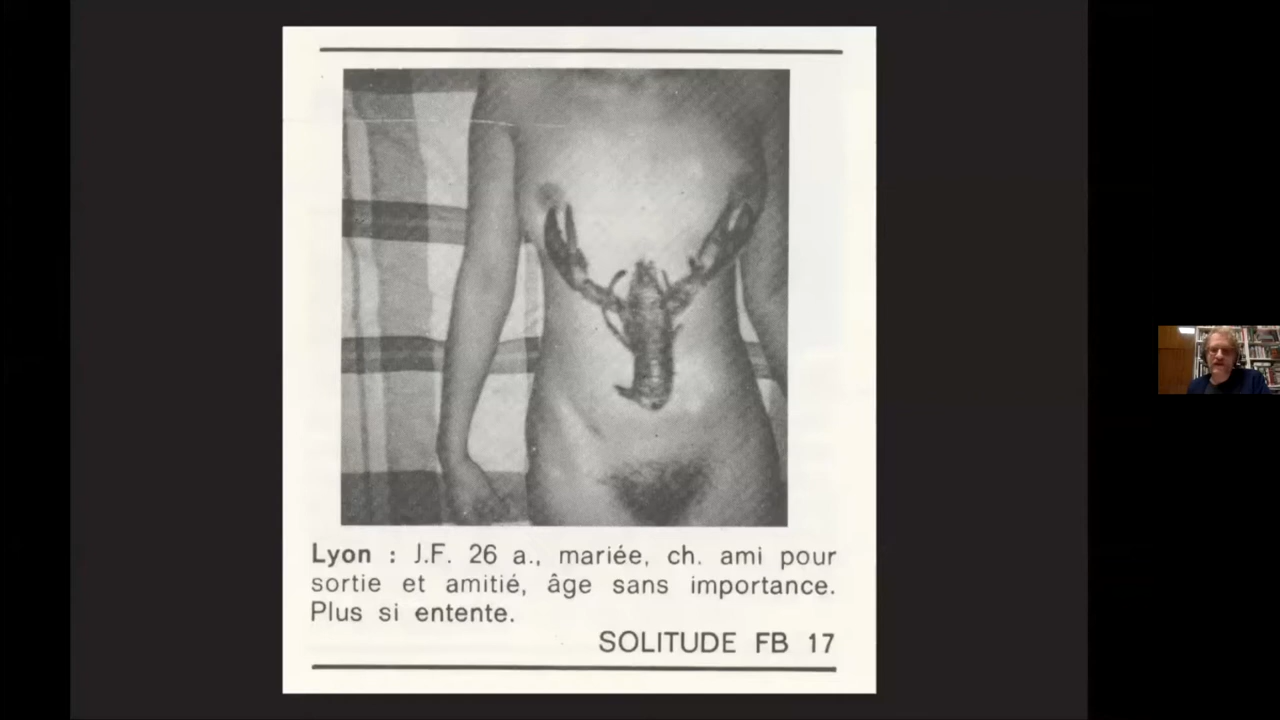 Lyon : J.F. 26 a., mariée, ch. ami pour
sortie et amitié, âge sans importance.
Plus si entente.
SOLITUDE FB 17